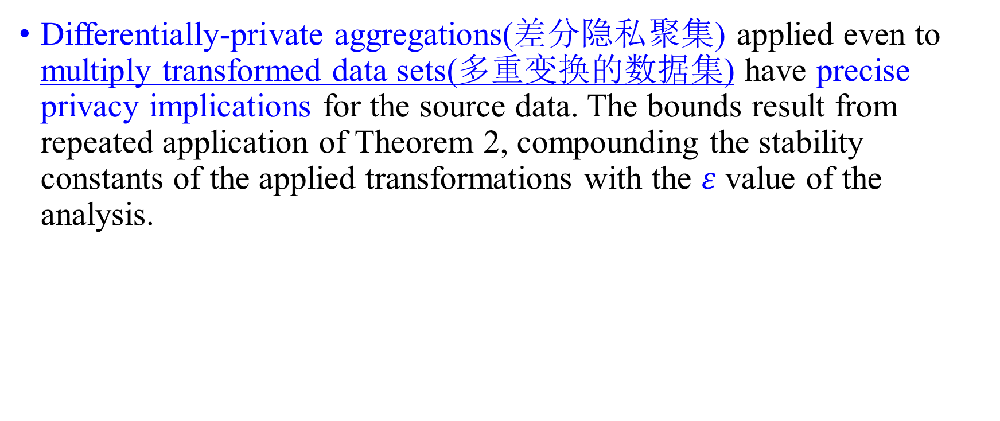 • Differentially-private aggregations(差分隐私聚集) applied even to
multiply transformed data sets(多重变换的数据集) have precise
privacy implications for the source data. The bounds result from
repeated application of Theorem 2, compounding the stability
constants of the applied transformations with the ε value of the
analysis.